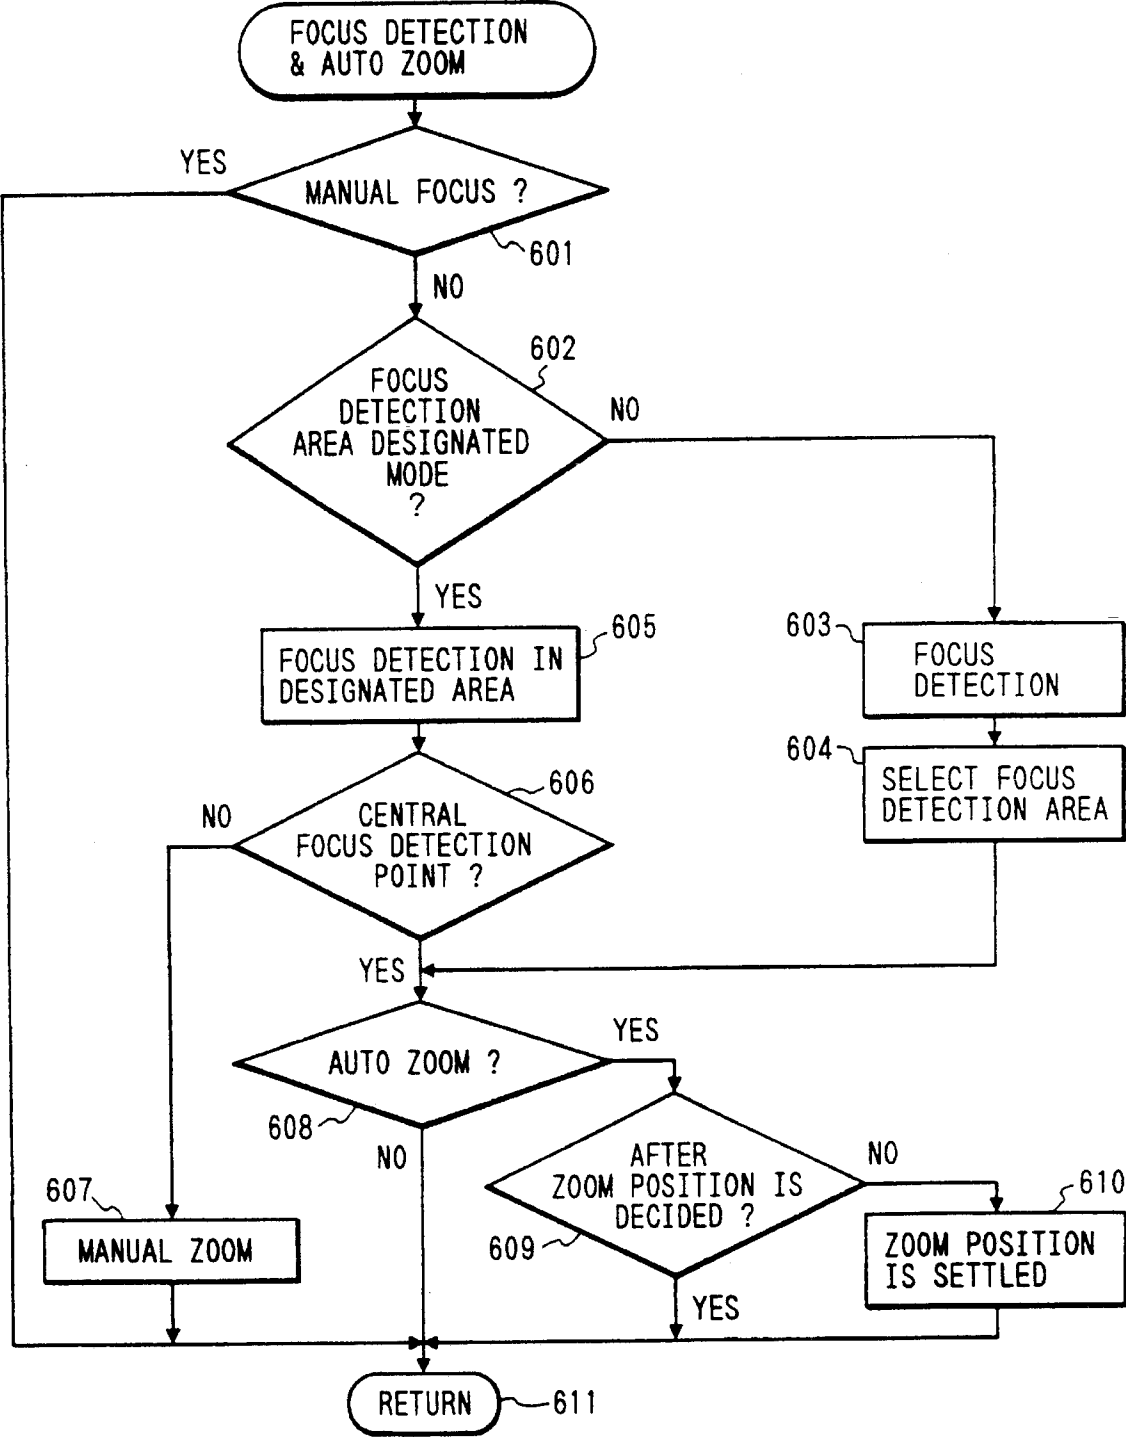 FOCUS DETECTION
& AUTO ZOOM
YES
MANUAL FOCUS ?
601
NO
602
FOCUS
DETECTION
AREA DESIGNATED
MODE
?
NO
YES
605
FOCUS DETECTION IN
DESIGNATED AREA
603
FOCUS
DETECTION
604
SELECT FOCUS
DETECTION AREA
606
NO
CENTRAL
FOCUS DETECTION
POINT ?
YES
AUTO ZOOM ?
YES
608
NO
AFTER
ZOOM POSITION IS
DECIDED ?
NO
609
YES
607
MANUAL ZOOM
610
ZOOM POSITION
IS SETTLED
RETURN
611